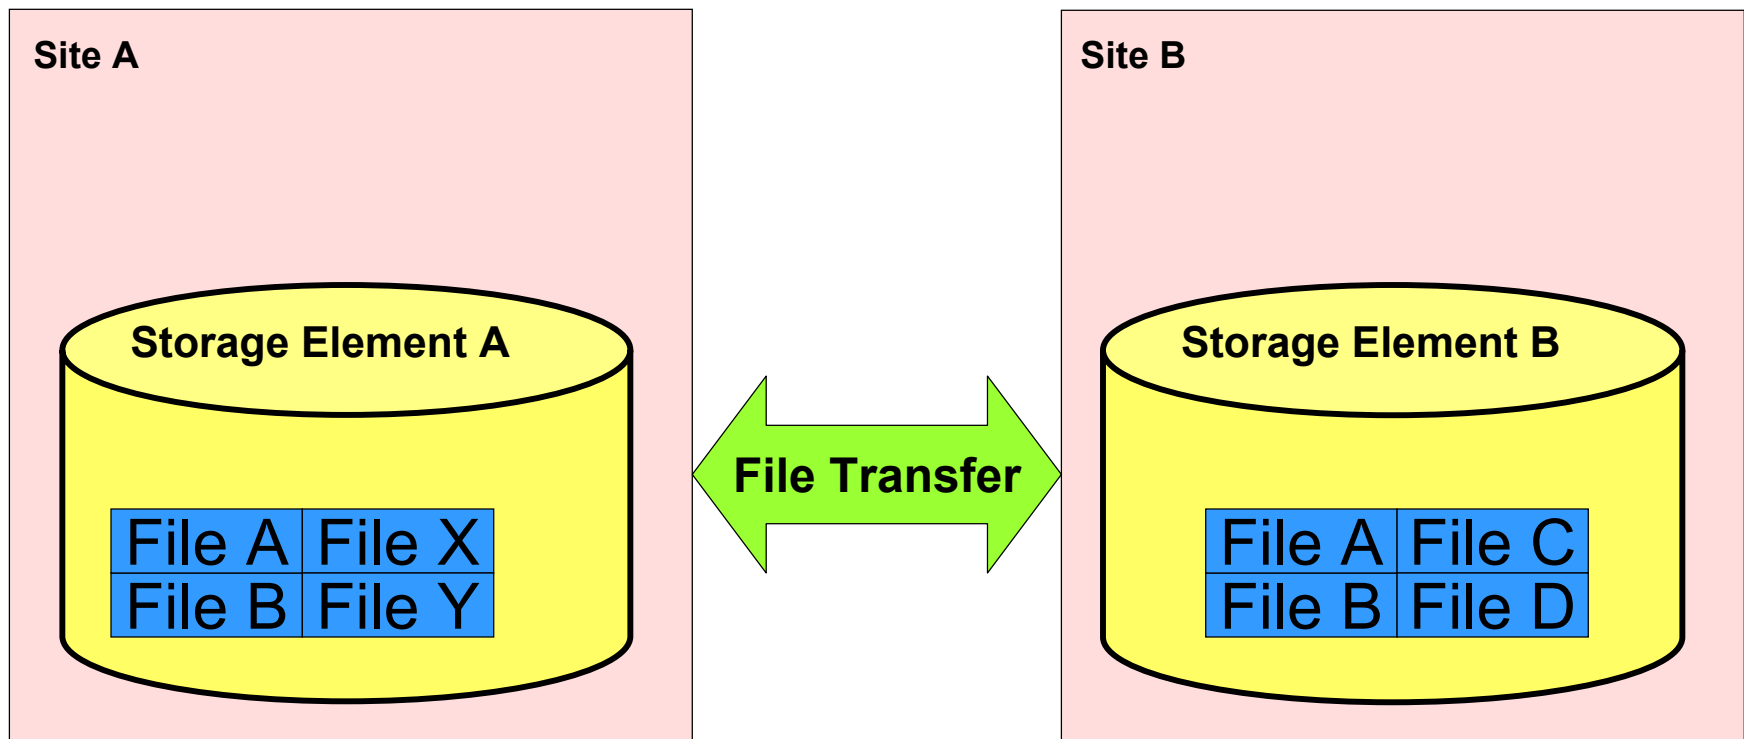 Site A
Site B
Storage Element A
Storage Element B
File Transfer
File A File X
File B File Y
File A File C
File B File D